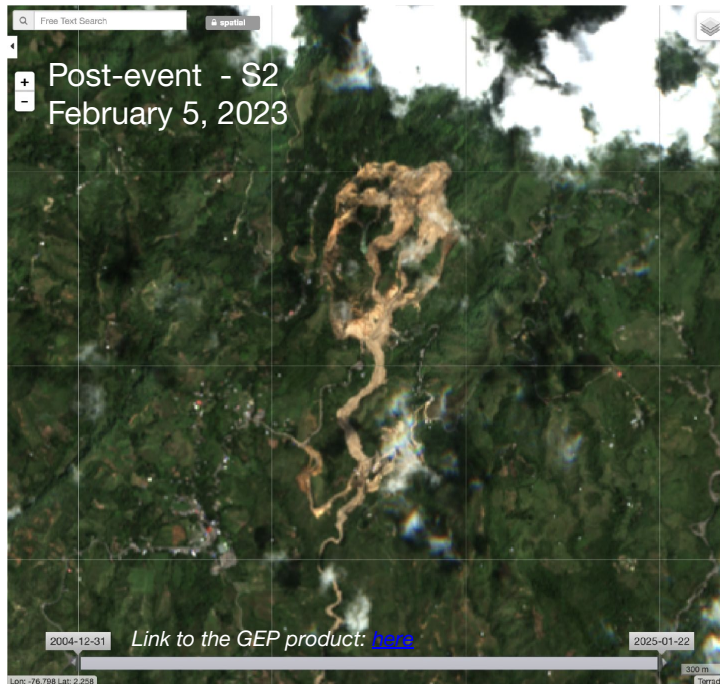 Free Text Search
spatial
+
Post-event - S2
−
February 5, 2023
2004-12-31
Link to the GEP product: here
2025-01-22
300 m
Lon: -76.798 Lat: 2.258